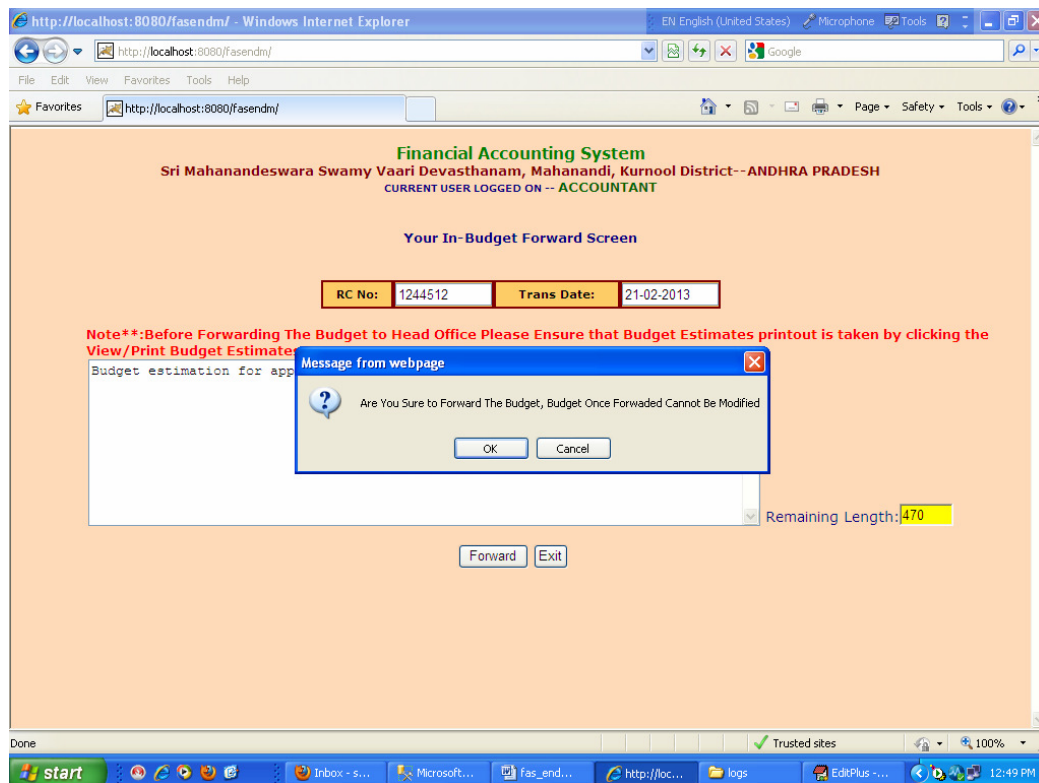 http://localhost:8080/fasendm/ - Windows Internet Explorer
EN English (United States) Microphone Tools
http://localhost:8080/fasendm/
Google
File Edit View Favorites Tools Help
Favorites http://localhost:8080/fasendm/ Page Safety Tools
Financial Accounting System
Sri Mahanandeswara Swamy Vaari Devasthanam, Mahanandi, Kurnool District--ANDHRA PRADESH
CURRENT USER LOGGED ON -- ACCOUNTANT
Your In-Budget Forward Screen
RC No: 1244512 Trans Date: 21-02-2013
Note**:Before Forwarding The Budget to Head Office Please Ensure that Budget Estimates printout is taken by clicking the
View/Print Budget Estimates
Budget estimation for app
Message from webpage
Are You Sure to Forward The Budget, Budget Once Forwaded Cannot Be Modified
OK Cancel
Remaining Length: 470
Forward Exit
Done Trusted sites 100%
start Inbox - s... Microsoft... fas_end... http://loc... logs EditPlus -... 12:49 PM